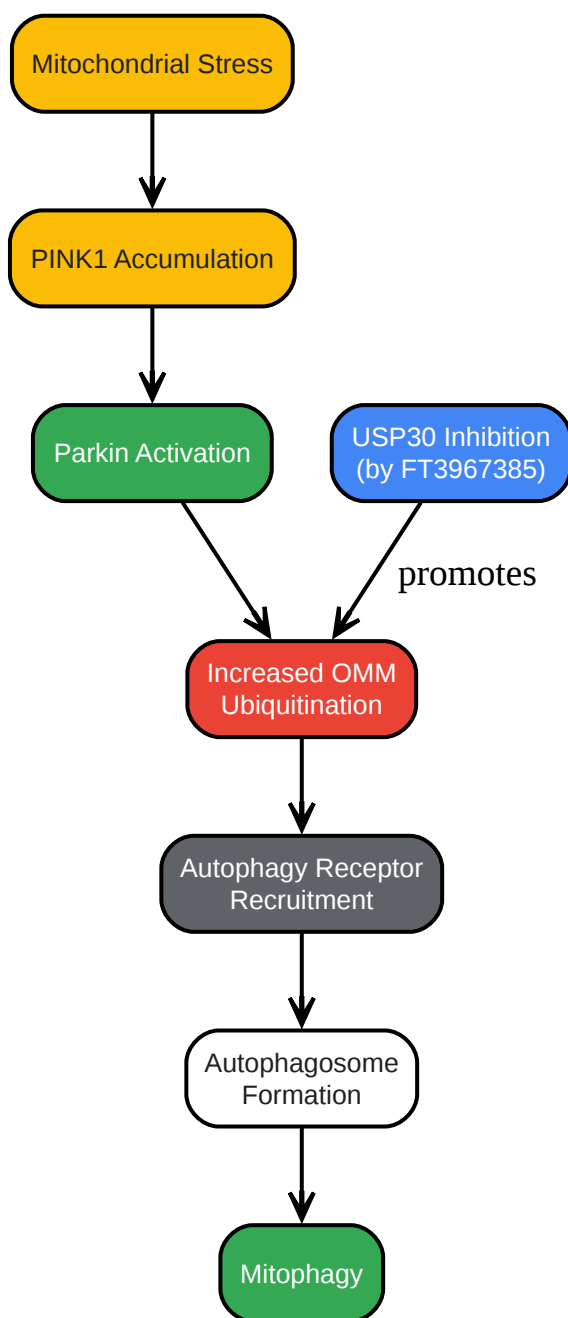 Mitochondrial Stress
PINK1 Accumulation
Parkin Activation
USP30 Inhibition
(by FT3967385)
promotes
Increased OMM
Ubiquitination
Autophagy Receptor
Recruitment
Autophagosome
Formation
Mitophagy